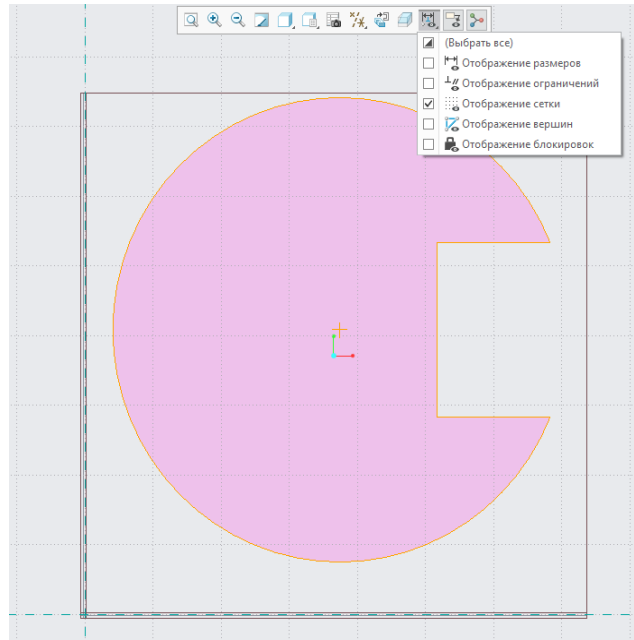 (Выбрать все)
Отображение размеров
Отображение ограничений
Отображение сетки
Отображение вершин
Отображение блокировок